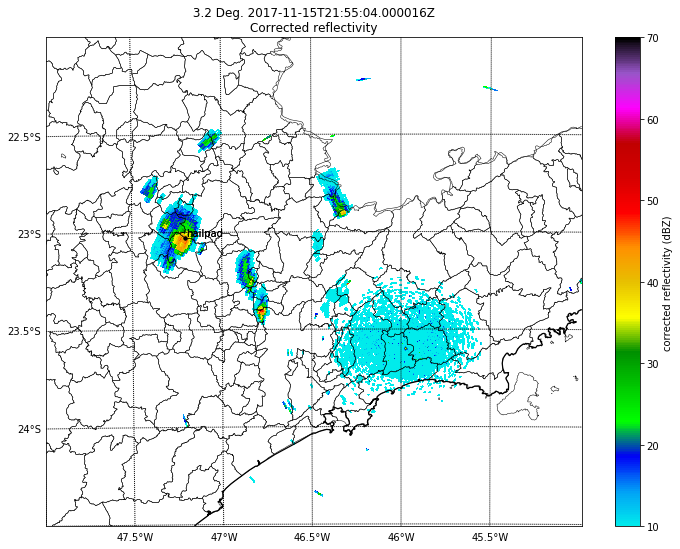 3.2 Deg. 2017-11-15T21:55:04.000016Z
Corrected reflectivity
70
60
50
40
30
20
10
corrected reflectivity (dBZ)
22.5°S
23°S
23.5°S
24°S
hailpad
47.5°W
47°W
46.5°W
46°W
45.5°W